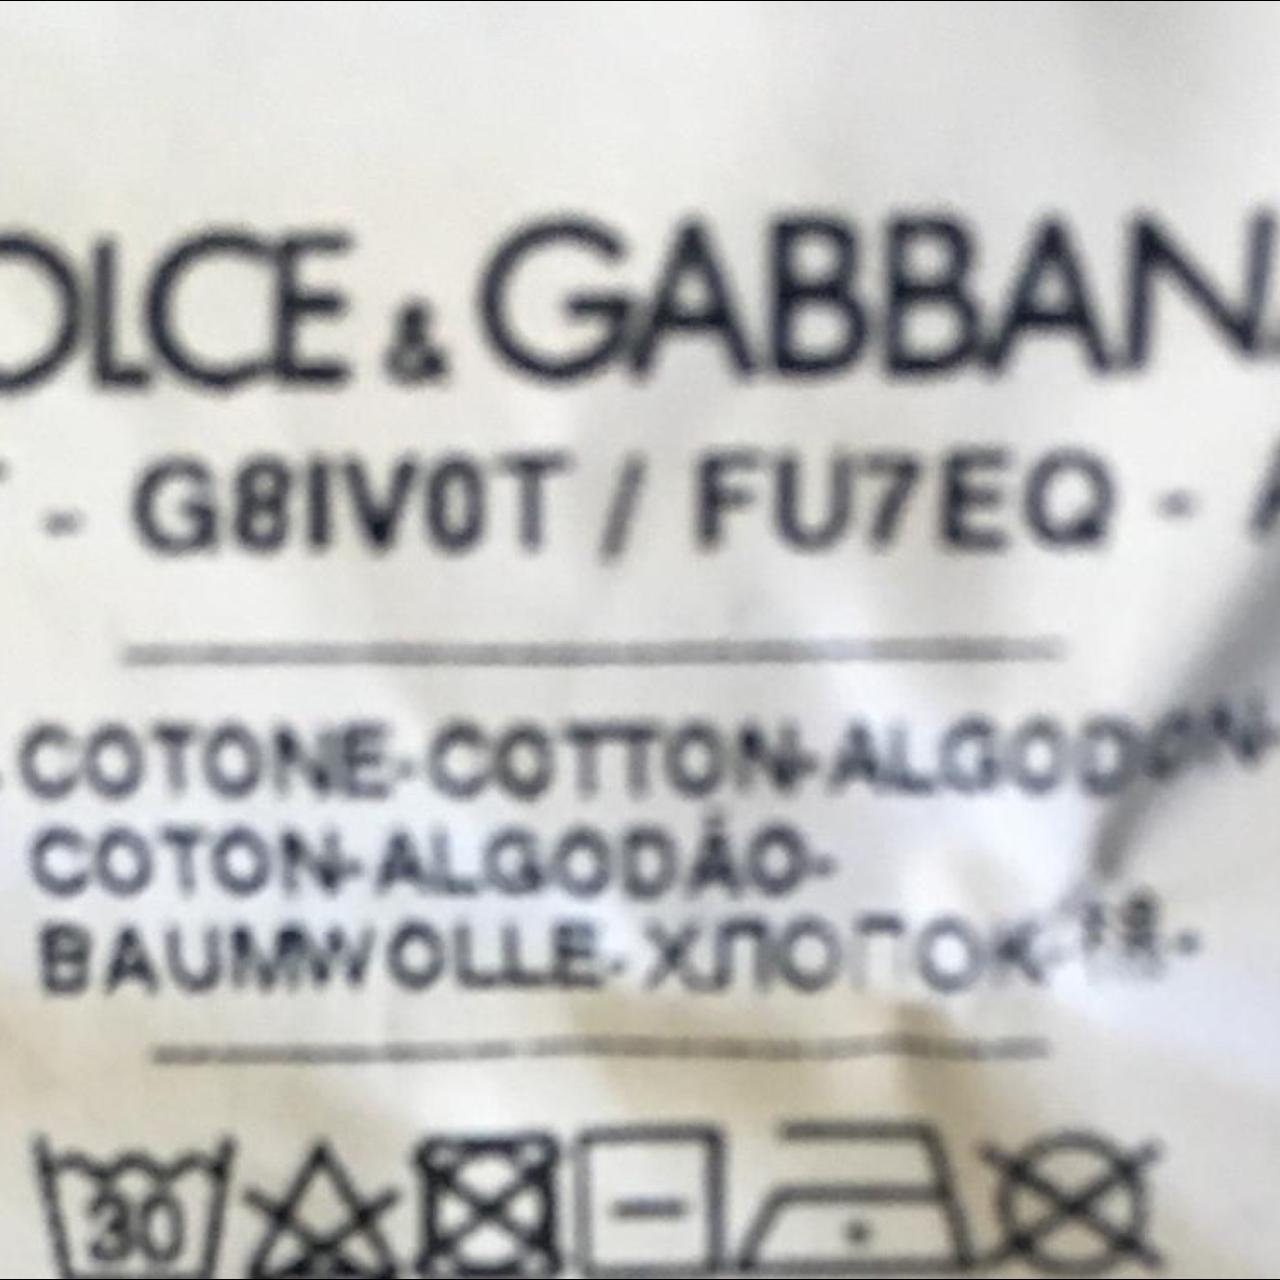 OLCE & GABBAN
- G8IV0T / FU7EQ -
COTONE-COTTON-ALGODON-
COTON-ALGODÃO-
BAUMWOLLE-ХЛОПОК-
30